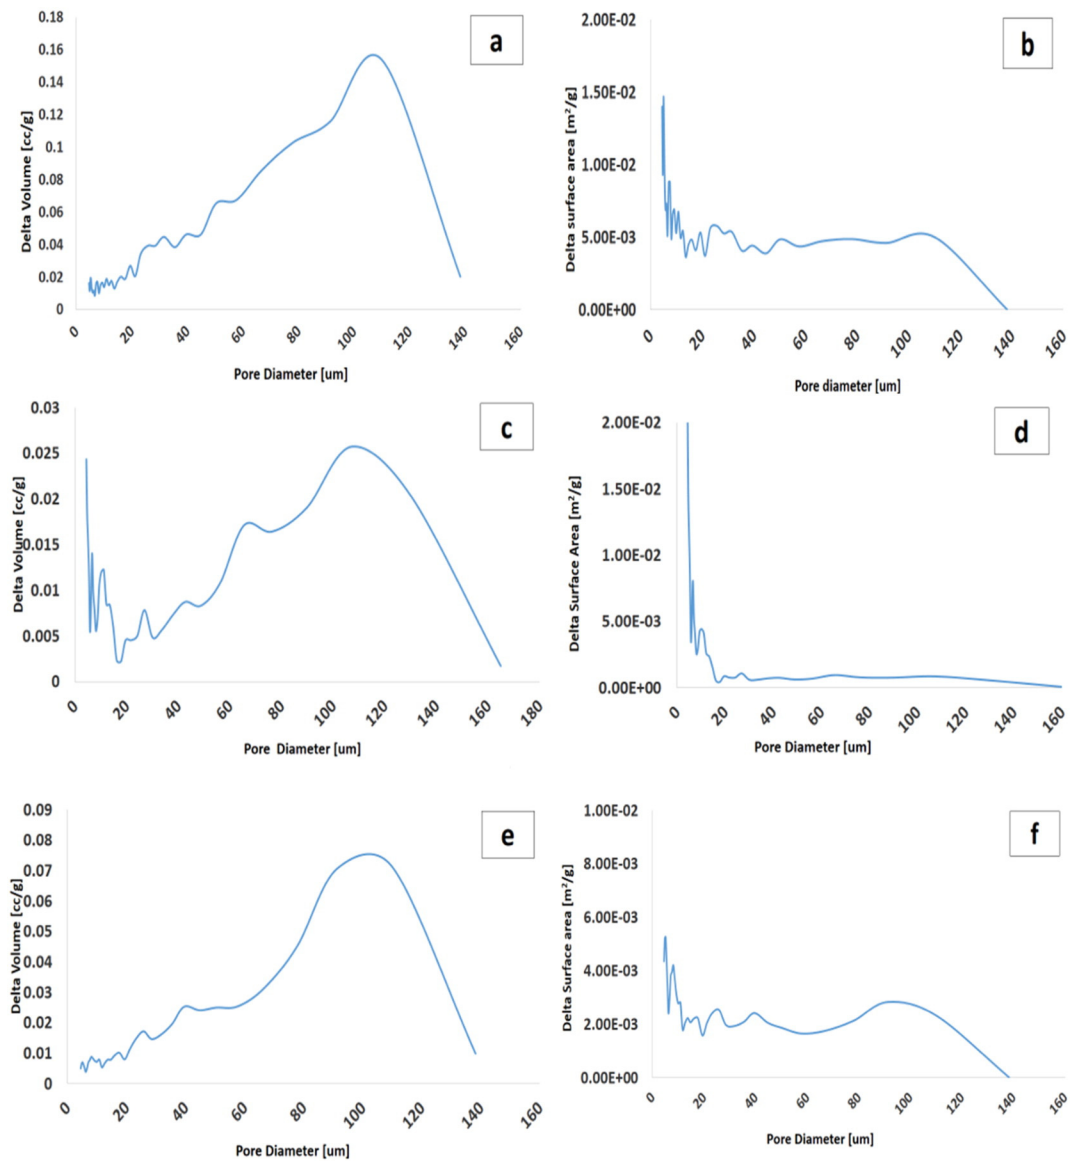 a
Delta Volume [cc/g]
0.18
0.16
0.14
0.12
0.1
0.08
0.06
0.04
0.02
0
0 20 40 60 80 100 120 140 160
Pore Diameter [um]
b
Delta surface area [m²/g]
2.00E-02
1.50E-02
1.00E-02
5.00E-03
0.00E+00
0 20 40 60 80 100 120 140 160
Pore diameter [um]
c
Delta Volume [cc/g]
0.03
0.025
0.02
0.015
0.01
0.005
0
0 20 40 60 80 100 120 140 160 180
Pore Diameter [um]
d
Delta Surface Area [m²/g]
2.00E-02
1.50E-02
1.00E-02
5.00E-03
0.00E+00
0 20 40 60 80 100 120 140 160
Pore Diameter [um]
e
Delta Volume [cc/g]
0.09
0.08
0.07
0.06
0.05
0.04
0.03
0.02
0.01
0
0 20 40 60 80 100 120 140 160
Pore Diameter [um]
f
Delta Surface area [m²/g]
1.00E-02
8.00E-03
6.00E-03
4.00E-03
2.00E-03
0.00E+00
0 20 40 60 80 100 120 140 160
Pore Diameter [um]